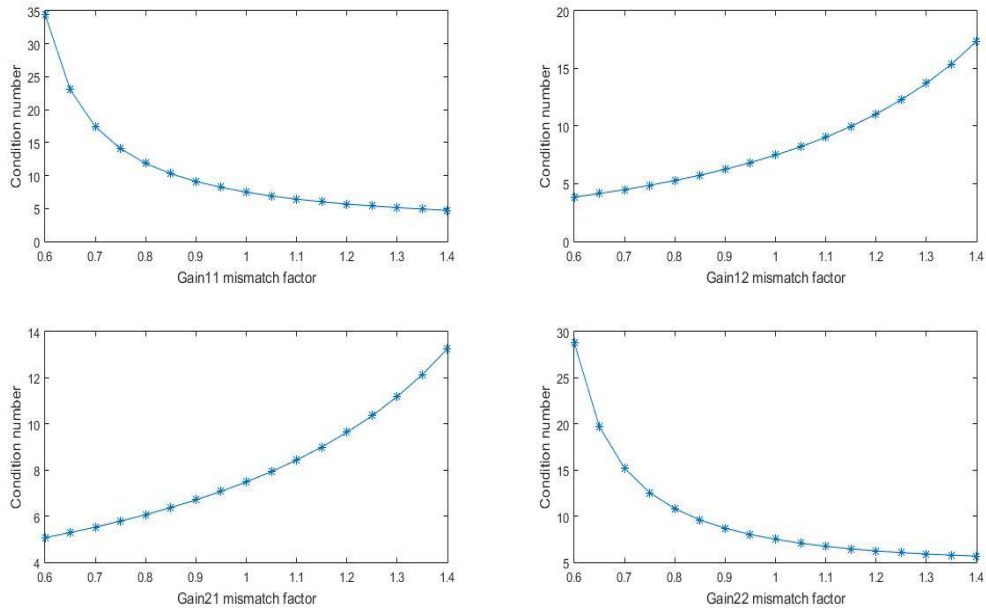 35
30
25
20
15
10
5
0
Condition number
0.6 0.7 0.8 0.9 1 1.1 1.2 1.3 1.4
Gain11 mismatch factor
20
15
10
5
0
Condition number
0.6 0.7 0.8 0.9 1 1.1 1.2 1.3 1.4
Gain12 mismatch factor
14
12
10
8
6
4
Condition number
0.6 0.7 0.8 0.9 1 1.1 1.2 1.3 1.4
Gain21 mismatch factor
30
25
20
15
10
5
Condition number
0.6 0.7 0.8 0.9 1 1.1 1.2 1.3 1.4
Gain22 mismatch factor